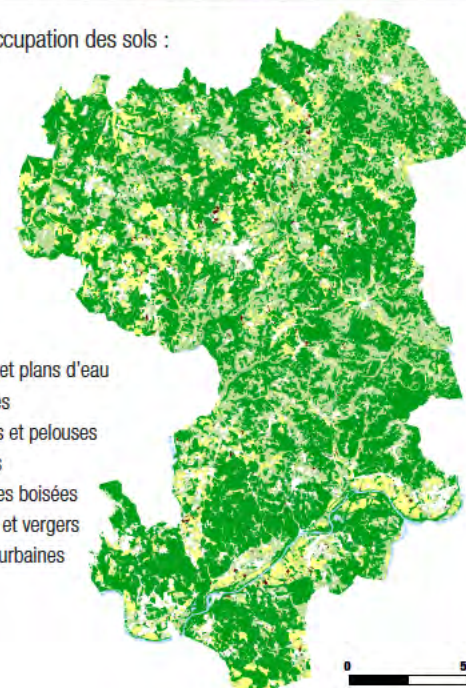 ccupation des sols :
et plans d'eau
es
s et pelouses
s
es boisées
et vergers
urbaines
0 5